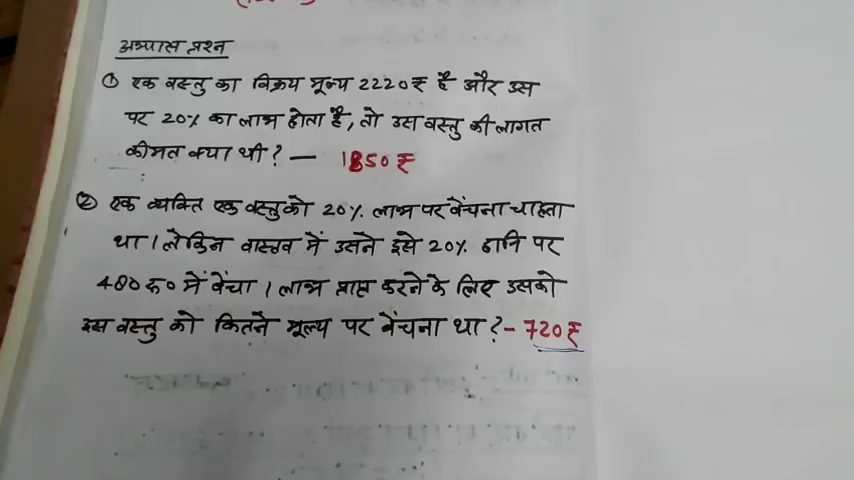 अभ्यास प्रश्न
① एक वस्तु का विक्रय मूल्य 2220₹ है और उस
पर 20% का लाभ होता है, तो उस वस्तु की लागत
कीमत क्या थी? — 1850₹
② एक व्यक्ति एक वस्तु को 20% लाभ पर बेंचना चाहता
था। लेकिन वास्तव में उसने इसे 20% हानि पर
480 रु० में बेंचा। लाभ प्राप्त करने के लिए उसको
इस वस्तु को कितने मूल्य पर बेंचना था? - 720₹